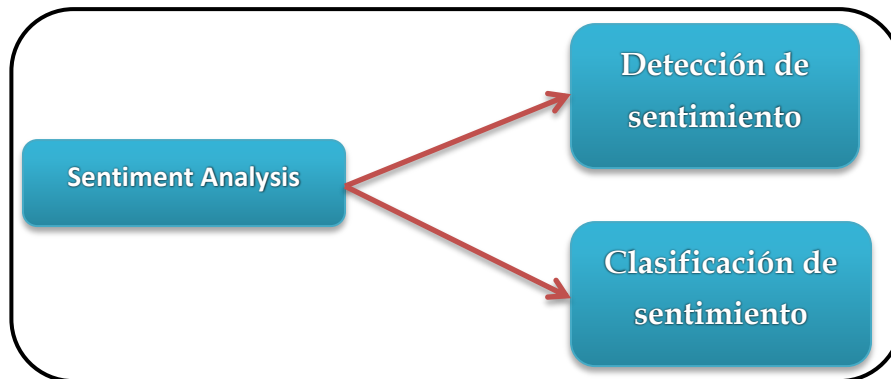 Sentiment Analysis
Detección de
sentimiento
Clasificación de
sentimiento